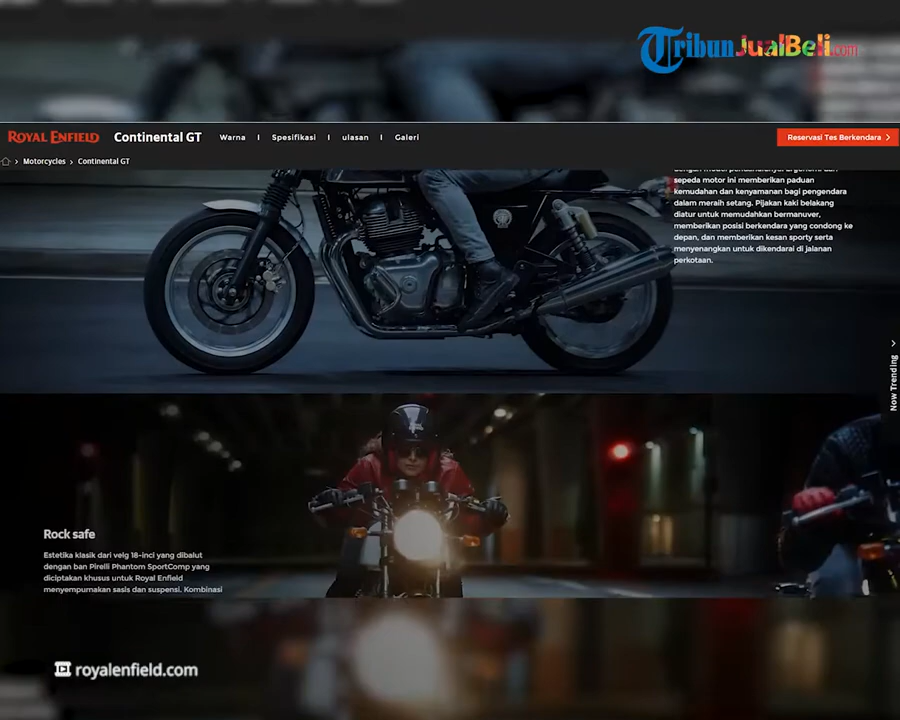 TribunJualBeli.com
ROYAL ENFIELD Continental GT Warna | Spesifikasi | ulasan | Galeri Reservasi Tes Berkendara >
> Motorcycles > Continental GT
sepeda motor ini memberikan paduan
kemudahan dan kenyamanan bagi pengendara
dalam meraih setang. Pijakan kaki belakang
diatur untuk memudahkan bermanuver,
memberikan posisi berkendara yang condong ke
depan, dan memberikan kesan sporty serta
menyenangkan untuk dikendarai di jalanan
perkotaan.
Now Trending
Rock safe
Estetika klasik dari velg 18-inci yang dibalut
dengan ban Pirelli Phantom SportComp yang
diciptakan khusus untuk Royal Enfield
menyempurnakan sasis dan suspensi. Kombinasi
royalenfield.com